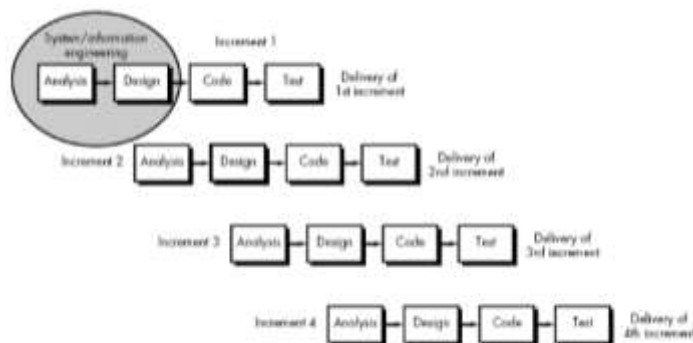 System/information
engineering
Increment 1
Analysis
Design
Code
Test
Delivery of
1st increment
Increment 2
Analysis
Design
Code
Test
Delivery of
2nd increment
Increment 3
Analysis
Design
Code
Test
Delivery of
3rd increment
Increment 4
Analysis
Design
Code
Test
Delivery of
4th increment